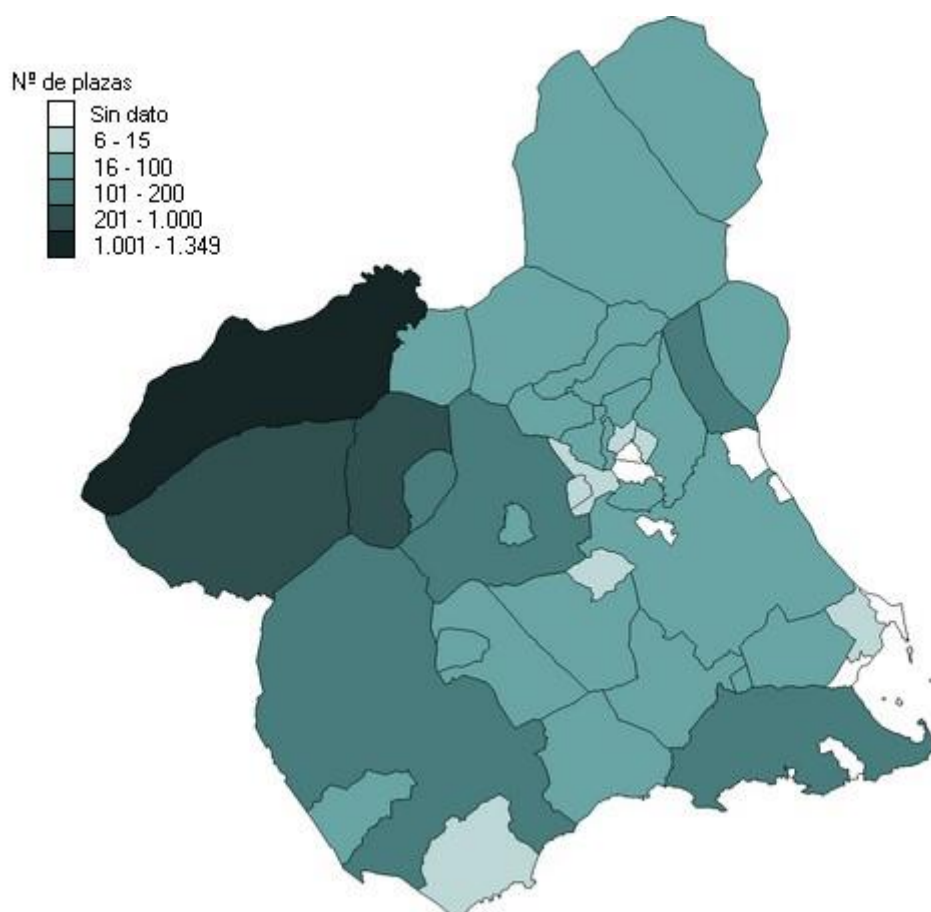 Nº de plazas
Sin dato
6 - 15
16 - 100
101 - 200
201 - 1.000
1.001 - 1.349